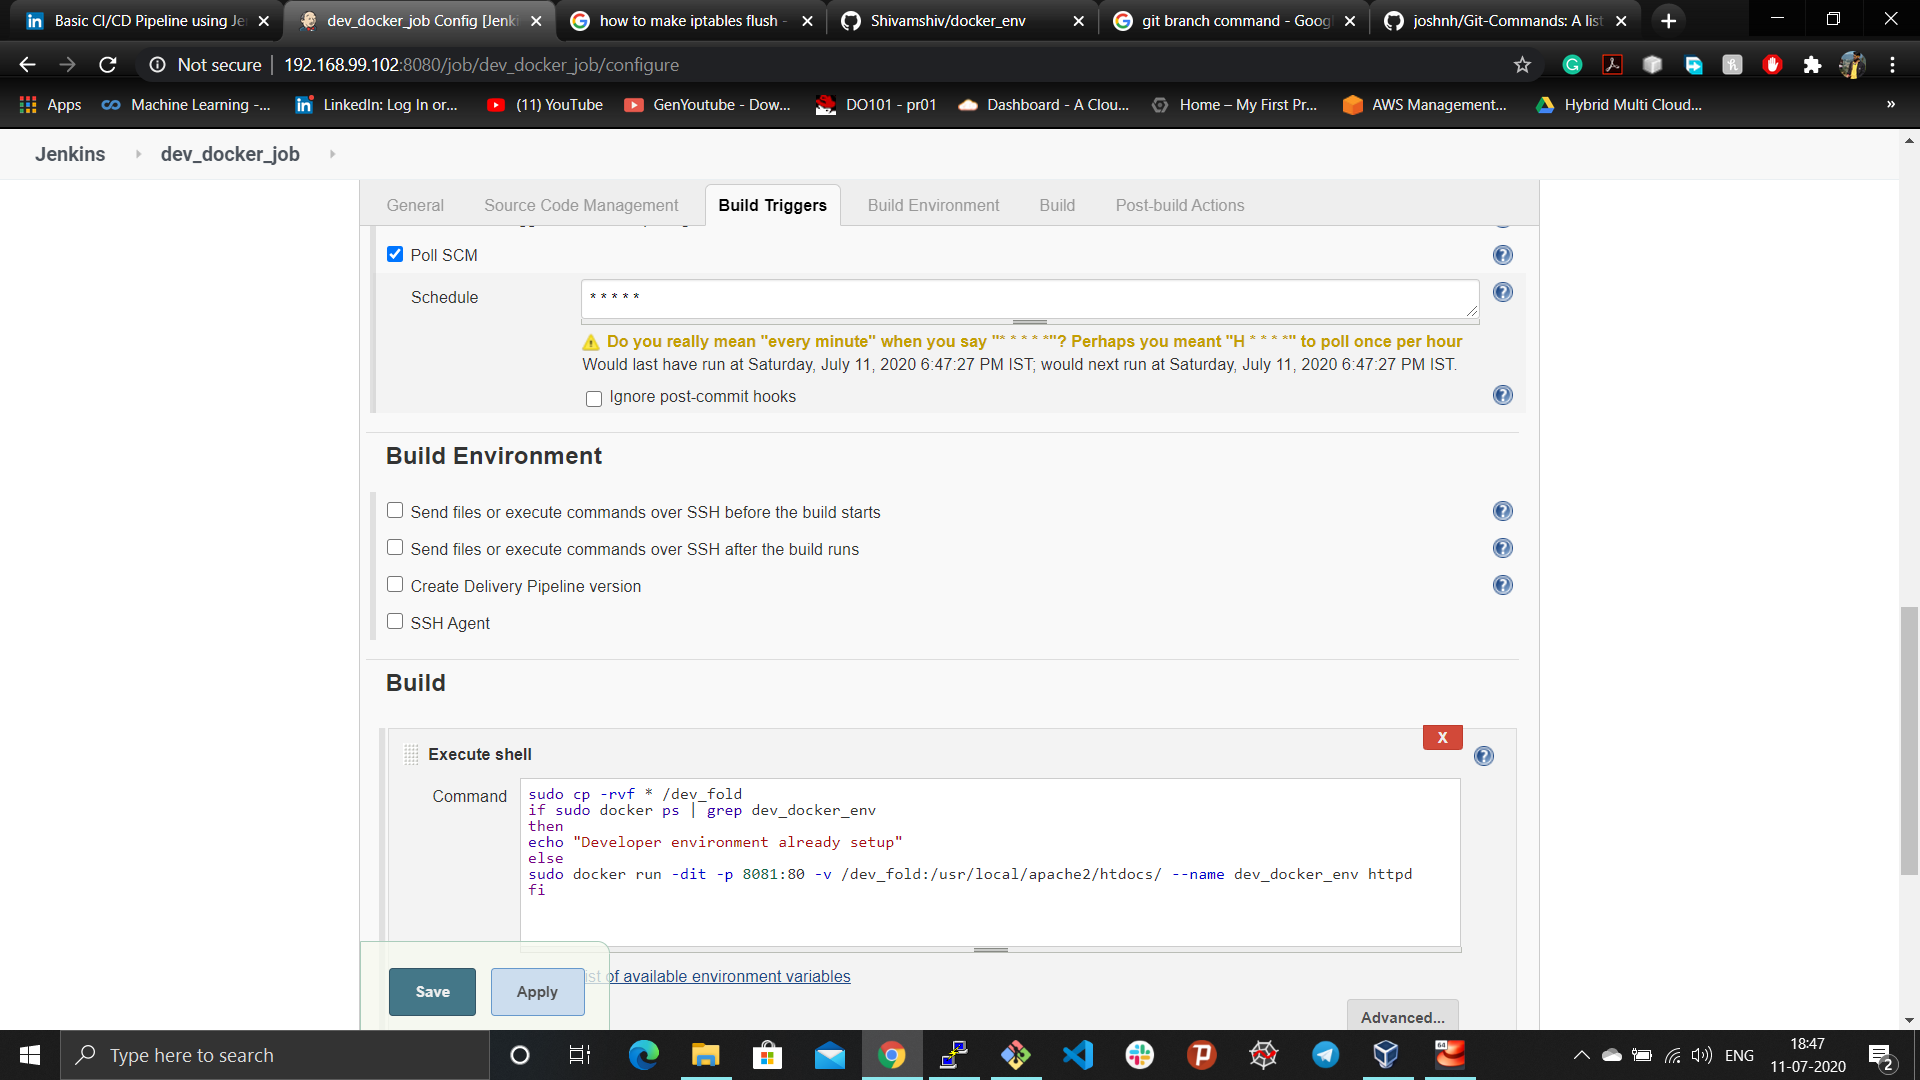 Basic CI/CD Pipeline using Je
dev_docker_job Config [Jenki
how to make iptables flush -
Shivamshiv/docker_env
git branch command - Goog
joshnh/Git-Commands: A list
Not secure
192.168.99.102:8080/job/dev_docker_job/configure
Apps
Machine Learning -...
LinkedIn: Log In or...
(11) YouTube
GenYoutube - Dow...
DO101 - pr01
Dashboard - A Clou...
Home – My First Pr...
AWS Management...
Hybrid Multi Cloud...
»
Jenkins
dev_docker_job
General
Source Code Management
Build Triggers
Build Environment
Build
Post-build Actions
Poll SCM
Schedule
* * * * *
Do you really mean "every minute" when you say "* * * * *"? Perhaps you meant "H * * * *" to poll once per hour
Would last have run at Saturday, July 11, 2020 6:47:27 PM IST; would next run at Saturday, July 11, 2020 6:47:27 PM IST.
Ignore post-commit hooks
Build Environment
Send files or execute commands over SSH before the build starts
Send files or execute commands over SSH after the build runs
Create Delivery Pipeline version
SSH Agent
Build
X
Execute shell
Command
sudo cp -rvf * /dev_fold
if sudo docker ps | grep dev_docker_env
then
echo "Developer environment already setup"
else
sudo docker run -dit -p 8081:80 -v /dev_fold:/usr/local/apache2/htdocs/ --name dev_docker_env httpd
fi
ist of available environment variables
Save
Apply
Advanced...
Type here to search
64
ENG
18:47
11-07-2020
2